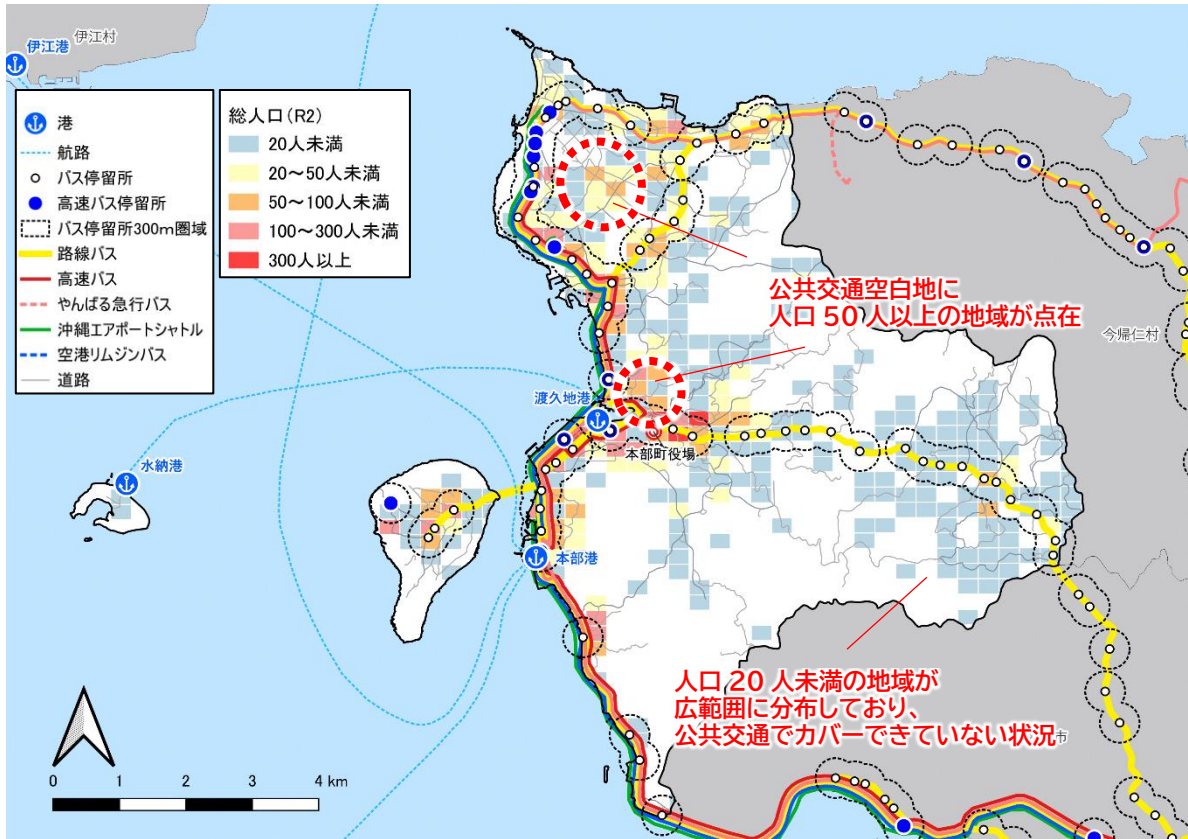 伊江港
伊江村
港
航路
バス停留所
高速バス停留所
バス停留所300m圏域
路線バス
高速バス
やんばる急行バス
沖縄エアポートシャトル
空港リムジンバス
道路
総人口(R2)
20人未満
20~50人未満
50~100人未満
100~300人未満
300人以上
公共交通空白地に
人口 50 人以上の地域が点在
今帰仁村
渡久地港
本部町役場
水納港
本部港
人口 20 人未満の地域が
広範囲に分布しており、
公共交通でカバーできていない状況
市
0 1 2 3 4 km